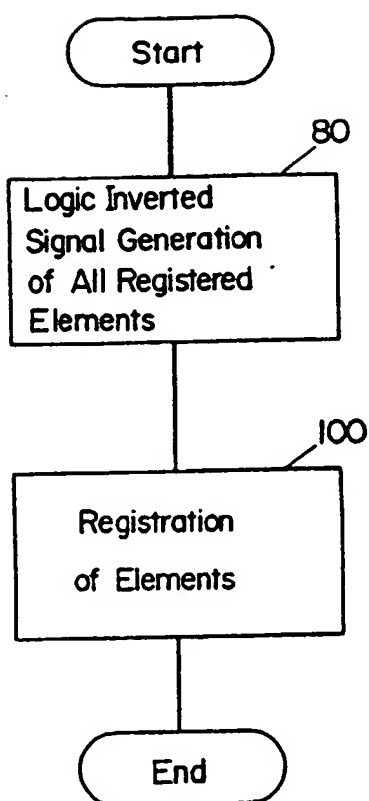 Start
80
Logic Inverted
Signal Generation
of All Registered
Elements
100
Registration
of Elements
End